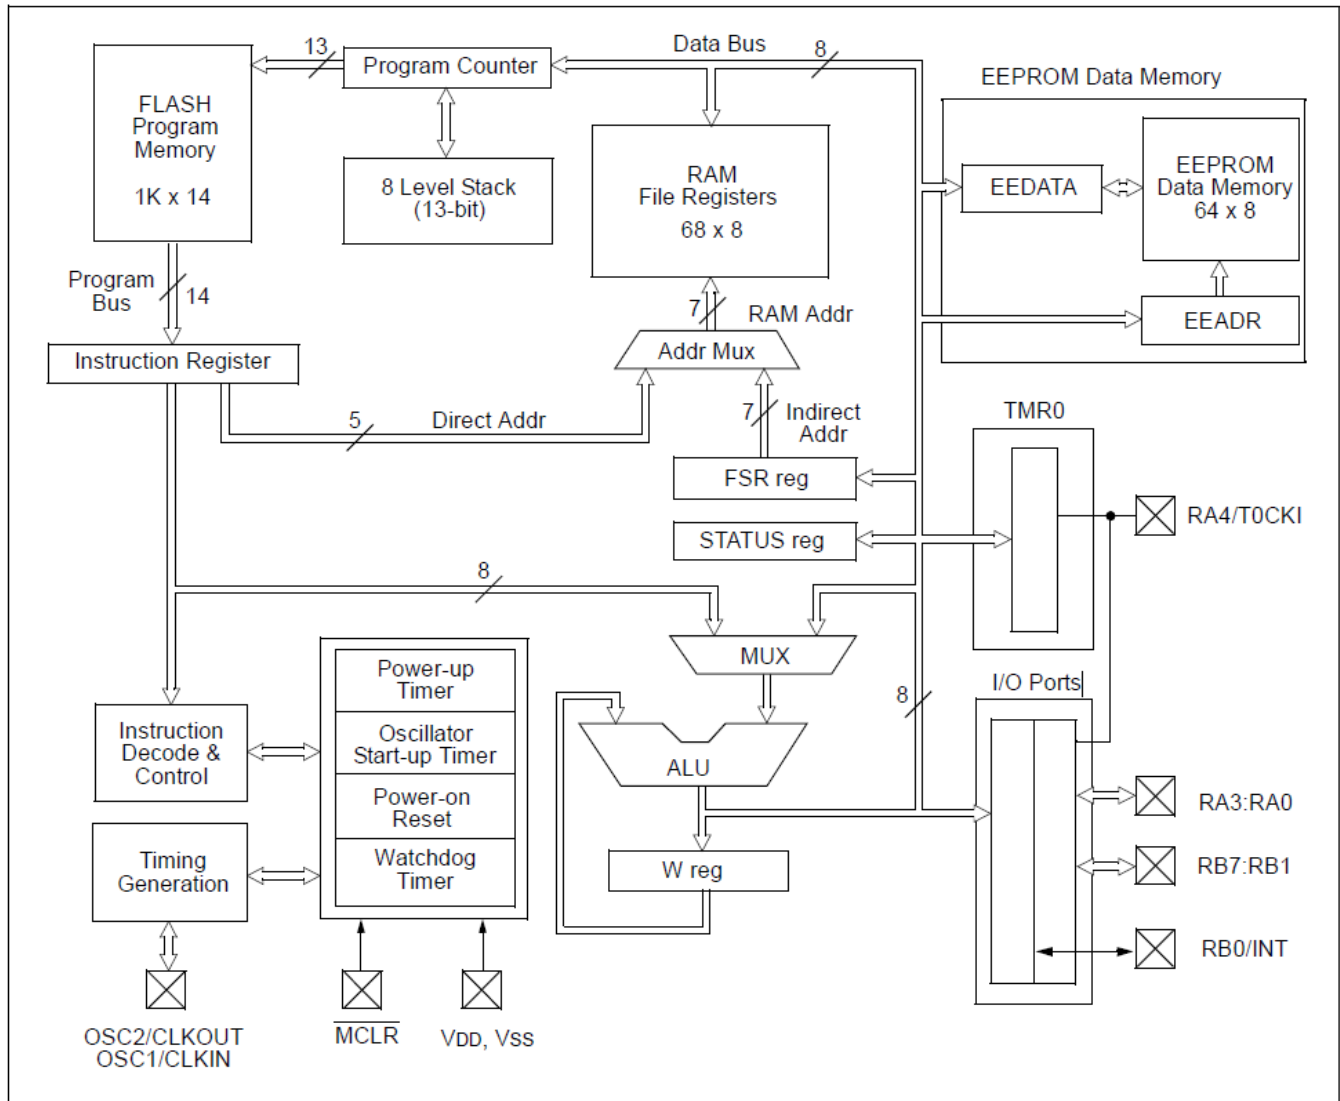 Data Bus
13
8
Program Counter
EEPROM Data Memory
FLASH
Program
Memory
1K x 14
8 Level Stack
(13-bit)
RAM
File Registers
68 x 8
EEDATA
EEPROM
Data Memory
64 x 8
Program
Bus
14
7
RAM Addr
EEADR
Instruction Register
Addr Mux
5
Direct Addr
7
Indirect
Addr
TMR0
FSR reg
RA4/T0CKI
STATUS reg
8
MUX
Power-up
Timer
8
I/O Ports
Instruction
Decode &
Control
Oscillator
Start-up Timer
ALU
Power-on
Reset
RA3:RA0
Timing
Generation
Watchdog
Timer
W reg
RB7:RB1
RB0/INT
OSC2/CLKOUT
OSC1/CLKIN
MCLR
VDD, VSS